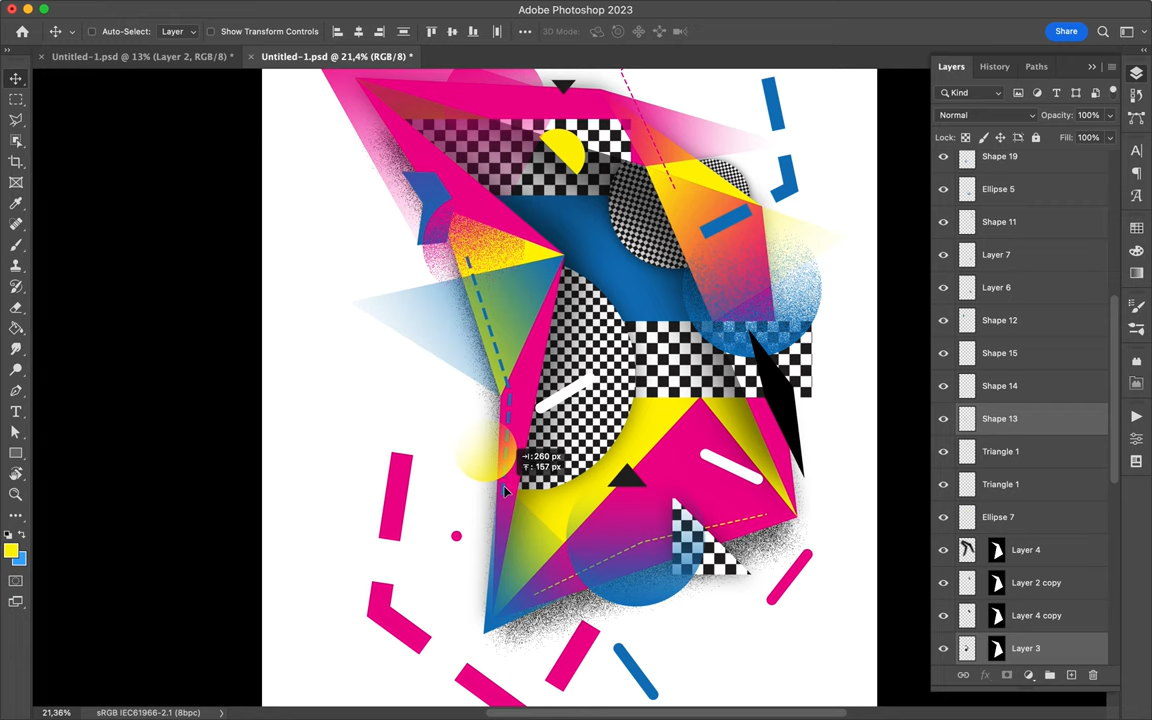 Adobe Photoshop 2023
Auto-Select: Layer Show Transform Controls 3D Mode: Share
Untitled-1.psd @ 13% (Layer 2, RGB/8) * Untitled-1.psd @ 21,4% (RGB/8) *
Layers History Paths
Kind
Normal Opacity: 100%
Lock: Fill: 100%
Shape 19
Ellipse 5
Shape 11
Layer 7
Layer 6
Shape 12
Shape 15
Shape 14
Shape 13
Triangle 1
Triangle 1
Ellipse 7
Layer 4
Layer 2 copy
Layer 4 copy
Layer 3
: 260 px
: 157 px
21,36% sRGB IEC61966-2.1 (8bpc)